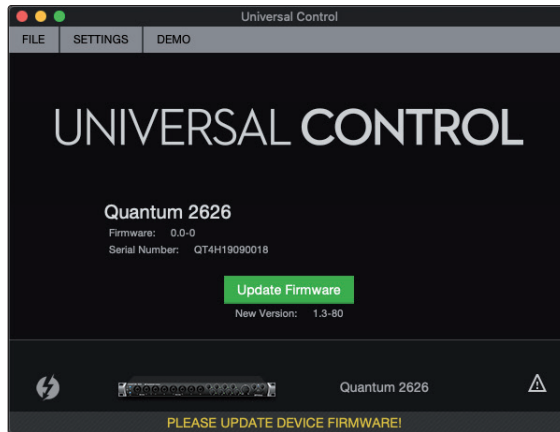 Universal Control
FILE SETTINGS DEMO
UNIVERSAL CONTROL
Quantum 2626
Firmware: 0.0-0
Serial Number: QT4H19090018
Update Firmware
New Version: 1.3-80
Quantum 2626
PLEASE UPDATE DEVICE FIRMWARE!